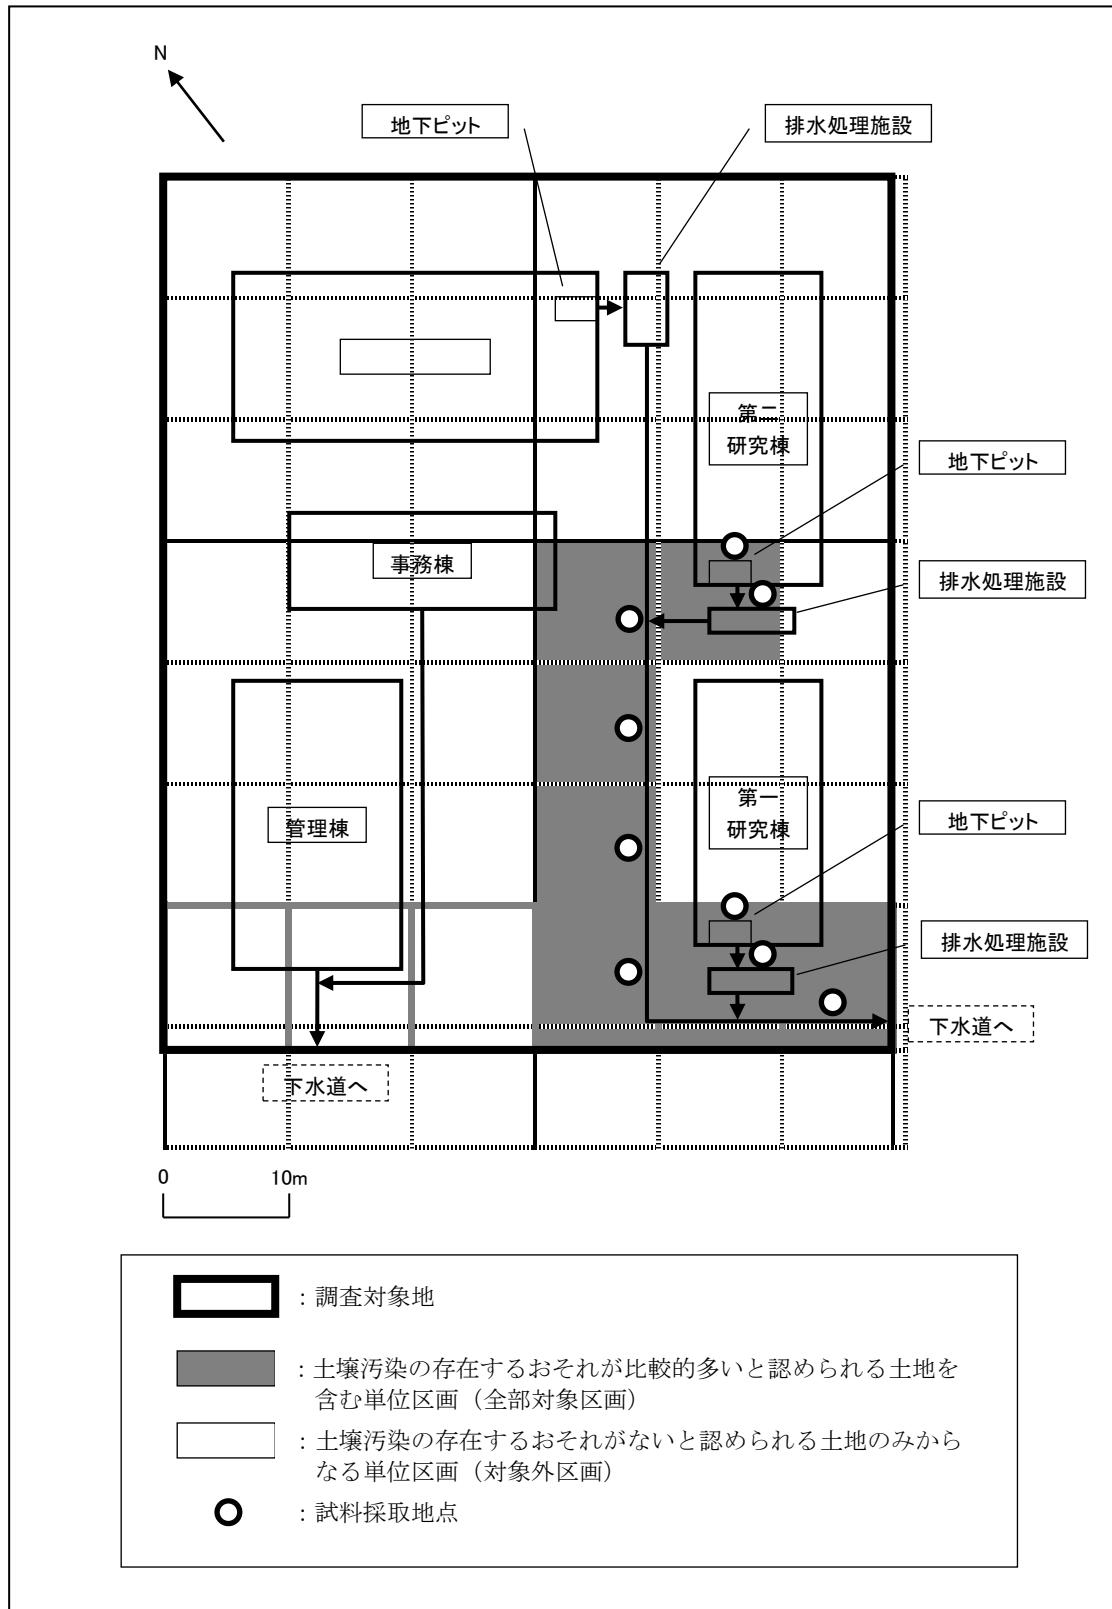 N
地下ピット
排水処理施設
第二
研究棟
地下ピット
事務棟
排水処理施設
第一
研究棟
管理棟
地下ピット
排水処理施設
下水道へ
下水道へ
0
10m
：調査対象地
：土壌汚染の存在するおそれが比較的多いと認められる土地を
含む単位区画（全部対象区画）
：土壌汚染の存在するおそれがないと認められる土地のみから
なる単位区画（対象外区画）
：試料採取地点